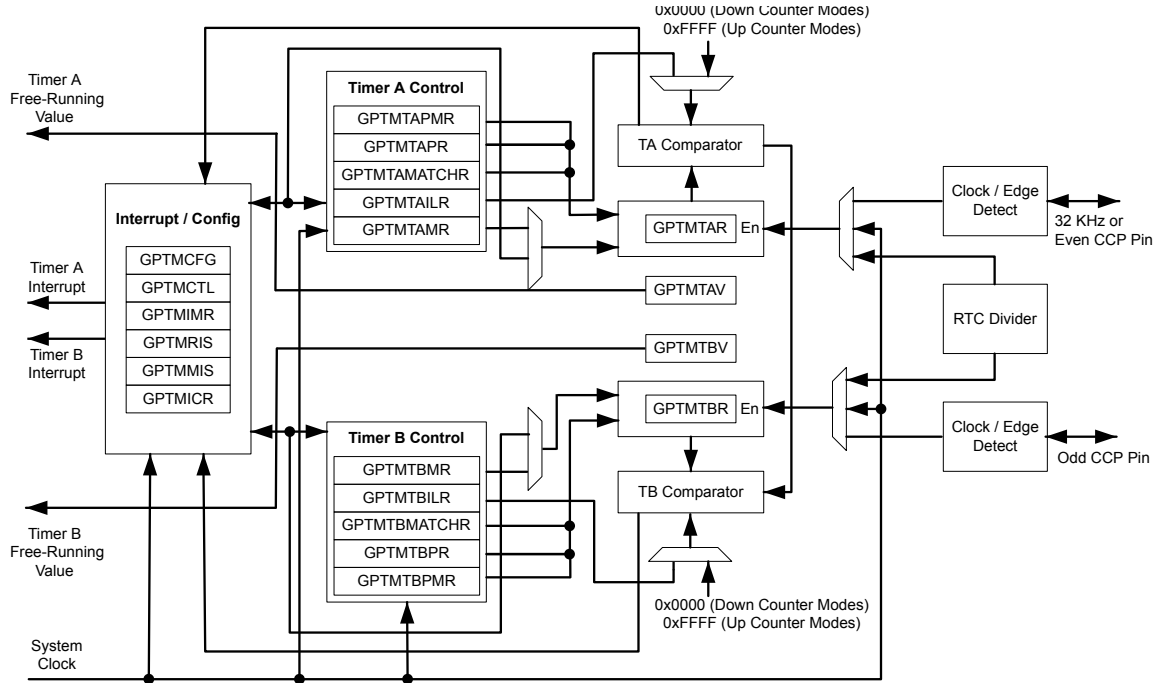 0x0000 (Down Counter Modes)
0xFFFF (Up Counter Modes)
Timer A
Free-Running
Value
Timer A Control
GPTMTAPMR
GPTMTAPR
GPTMTAMATCHR
GPTMTAILR
GPTMTAMR
TA Comparator
GPTMTAR
En
Clock / Edge
Detect
32 KHz or
Even CCP Pin
Interrupt / Config
GPTMCFG
GPTMCTL
GPTMIMR
GPTMRIS
GPTMMIS
GPTMICR
Timer A
Interrupt
Timer B
Interrupt
GPTMTAV
GPTMTBV
RTC Divider
GPTMTBR
En
Clock / Edge
Detect
Odd CCP Pin
Timer B Control
GPTMTBMR
GPTMTBILR
GPTMTBMATCHR
GPTMTBPR
GPTMTBPMR
TB Comparator
Timer B
Free-Running
Value
0x0000 (Down Counter Modes)
0xFFFF (Up Counter Modes)
System
Clock